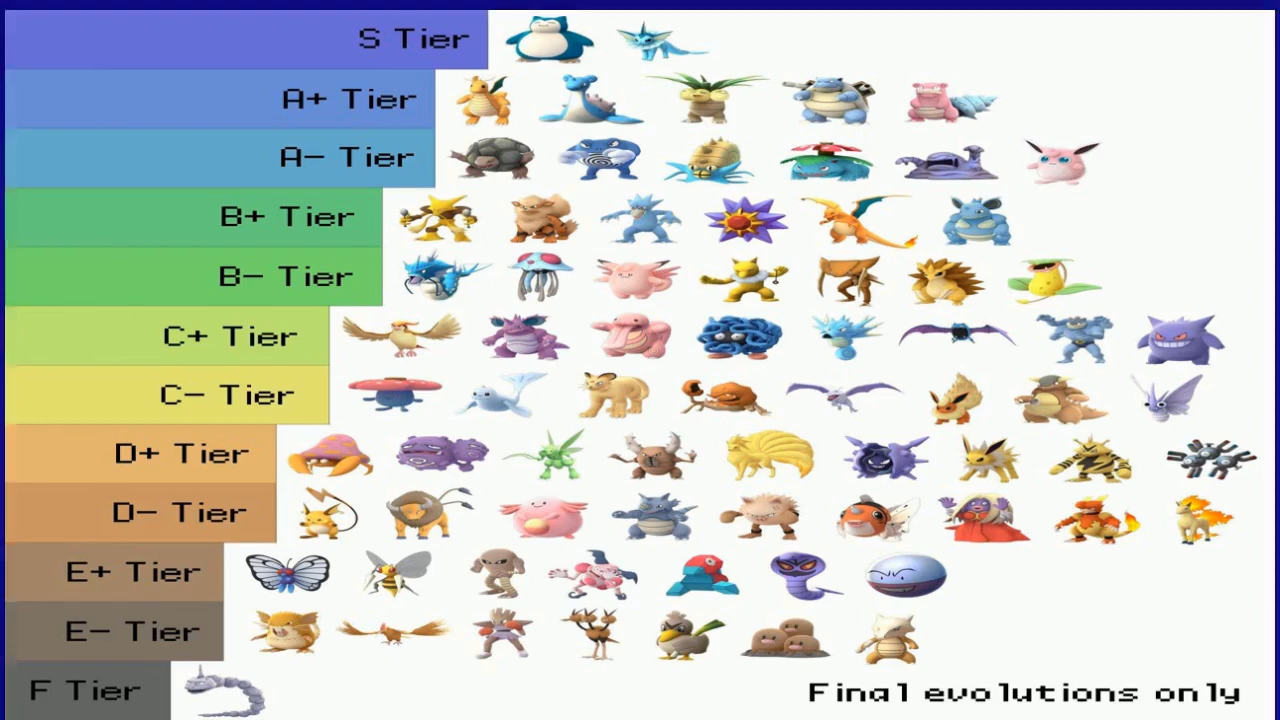 S Tier
A+ Tier
A- Tier
B+ Tier
B- Tier
C+ Tier
C- Tier
D+ Tier
D- Tier
E+ Tier
E- Tier
F Tier
Final evolutions only